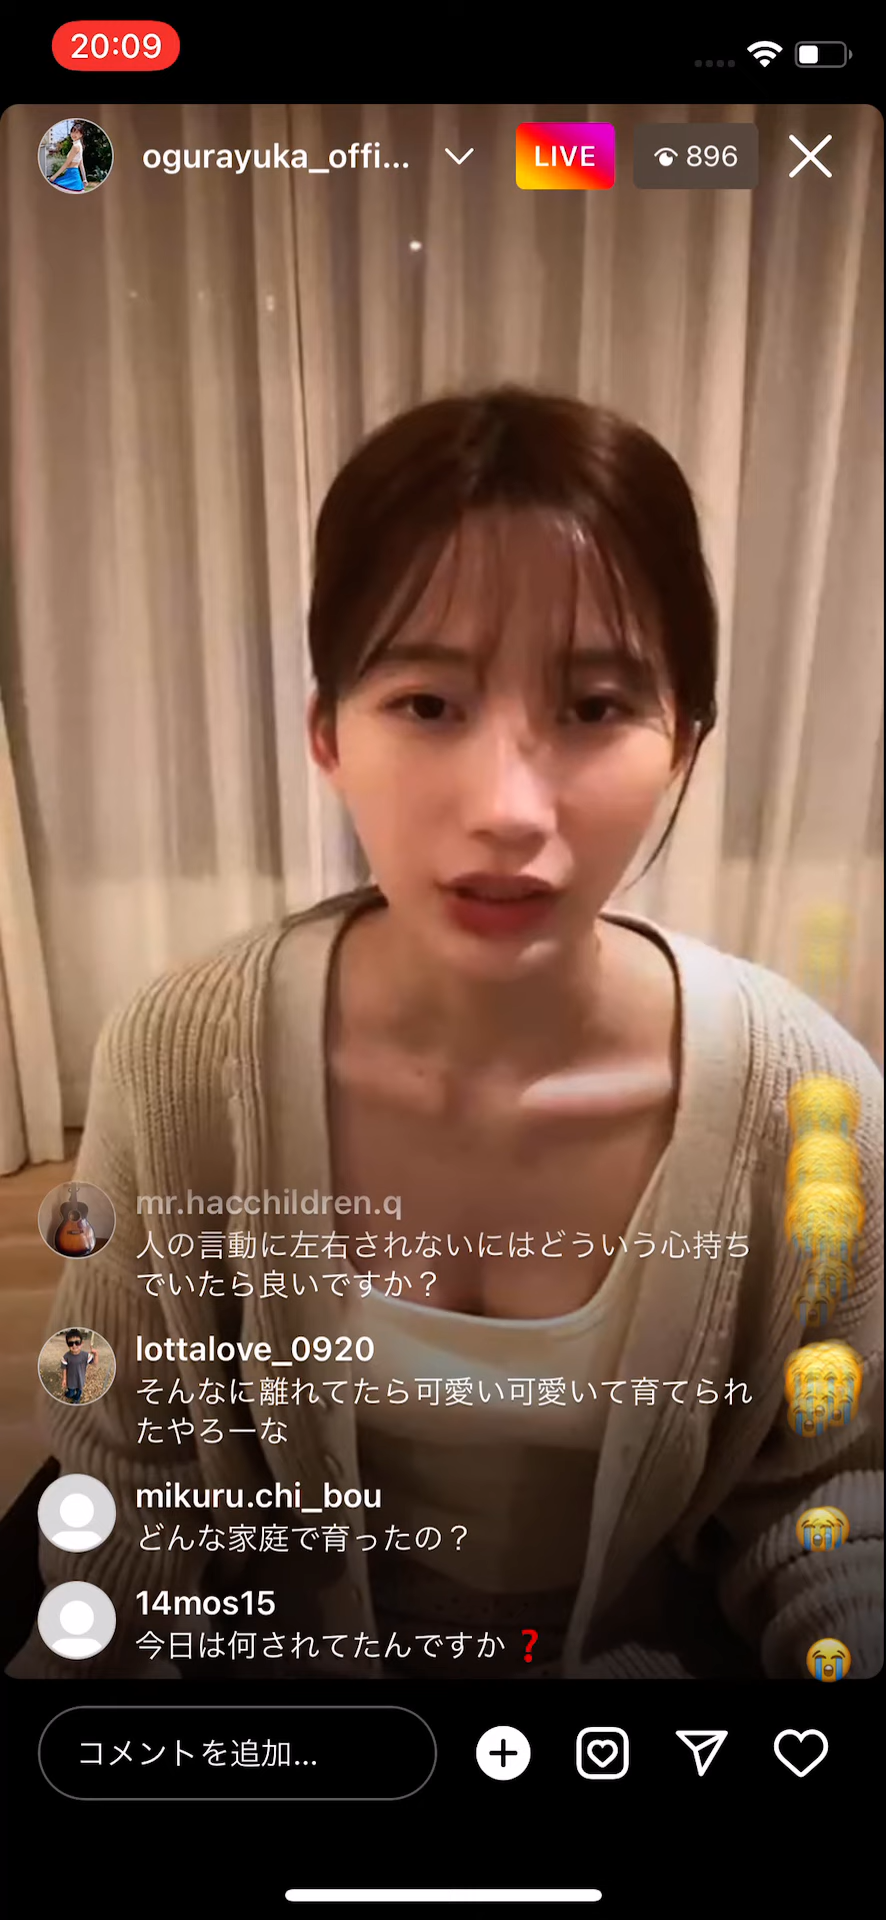 20:09
ogurayuka_offi...
LIVE
896
mr.hacchildren.q
人の言動に左右されないにはどういう心持ち
でいたら良いですか？
lottalove_0920
そんなに離れてたら可愛い可愛いて育てられ
たやろーな
mikuru.chi_bou
どんな家庭で育ったの？
14mos15
今日は何されてたんですか❓
コメントを追加...